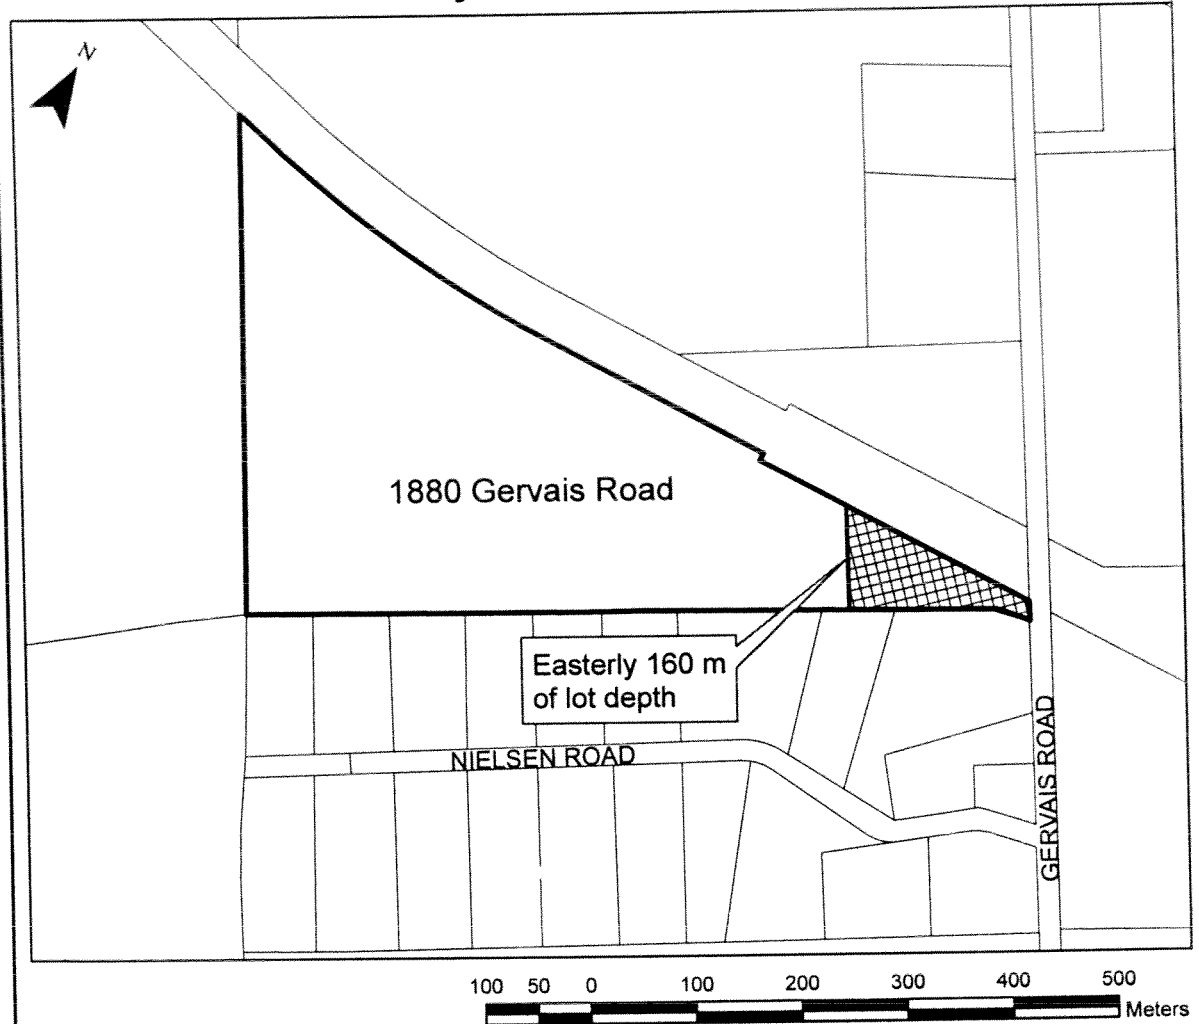 N
1880 Gervais Road
Easterly 160 m
of lot depth
NIELSEN ROAD
GERVAIS ROAD
100 50 0 100 200 300 400 500
Meters